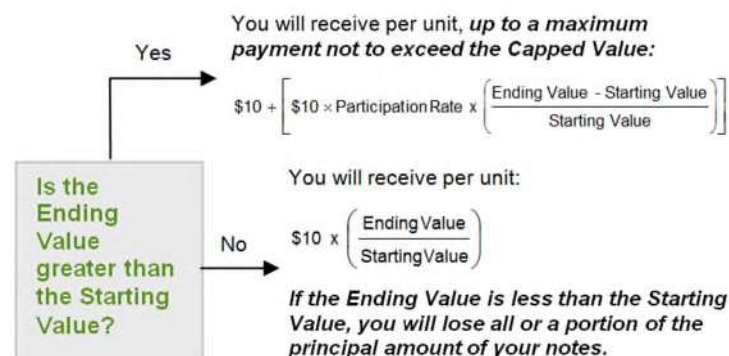 You will receive per unit, up to a maximum
payment not to exceed the Capped Value:
Yes
$10 + [ $10 × Participation Rate x ( Ending Value - Starting Value / Starting Value ) ]
Is the
Ending
Value
greater than
the Starting
Value?
No
You will receive per unit:
$10 x ( Ending Value / Starting Value )
If the Ending Value is less than the Starting
Value, you will lose all or a portion of the
principal amount of your notes.